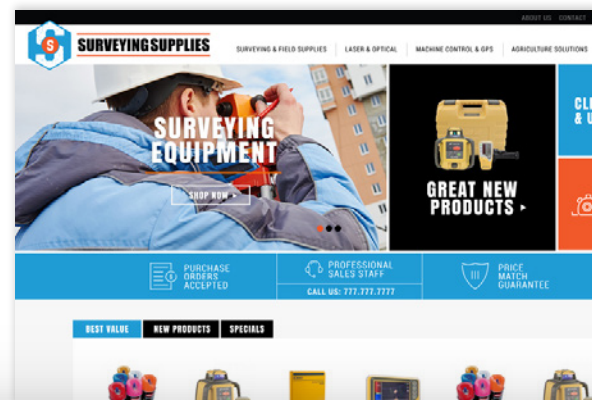 ABOUT US CONTACT
S
SURVEYINGSUPPLIES
SURVEYING & FIELD SUPPLIES
LASER & OPTICAL
MACHINE CONTROL & GPS
AGRICULTURE SOLUTIONS
SURVEYING
EQUIPMENT
SHOP NOW
GREAT NEW
PRODUCTS
& U
PURCHASE
ORDERS
ACCEPTED
PROFESSIONAL
SALES STAFF
CALL US: 777.777.7777
PRICE
MATCH
GUARANTEE
BEST VALUE
NEW PRODUCTS
SPECIALS